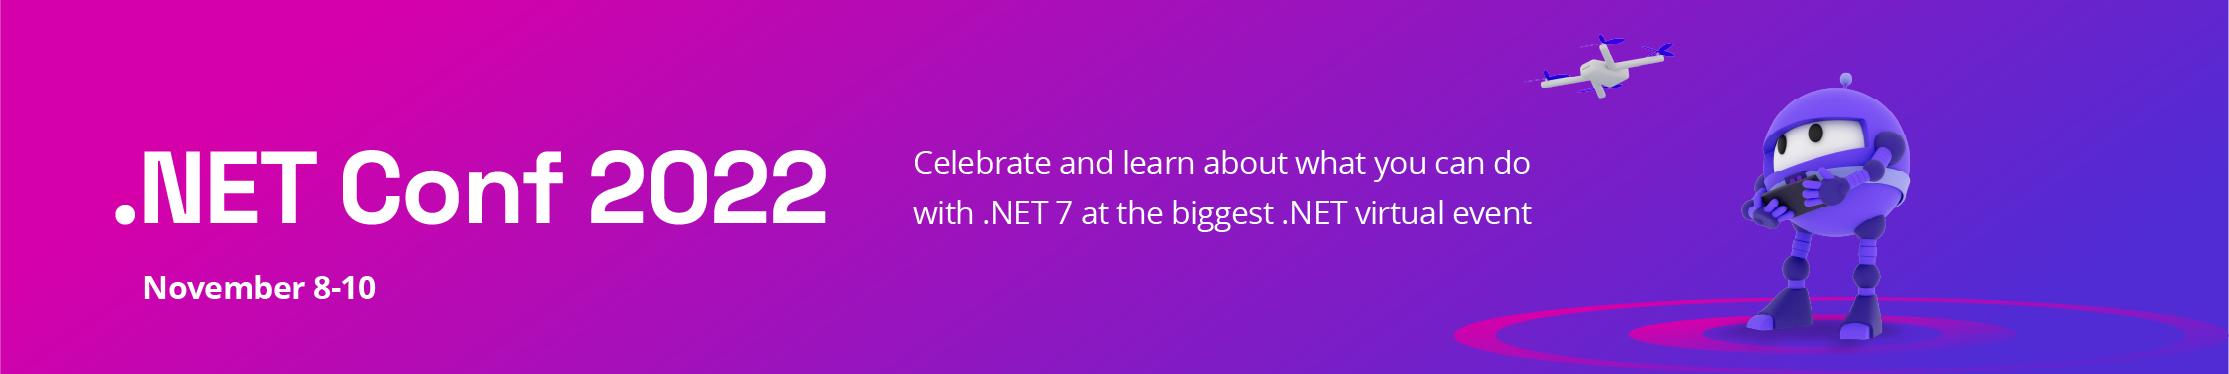 .NET Conf 2022
November 8-10
Celebrate and learn about what you can do
with .NET 7 at the biggest .NET virtual event